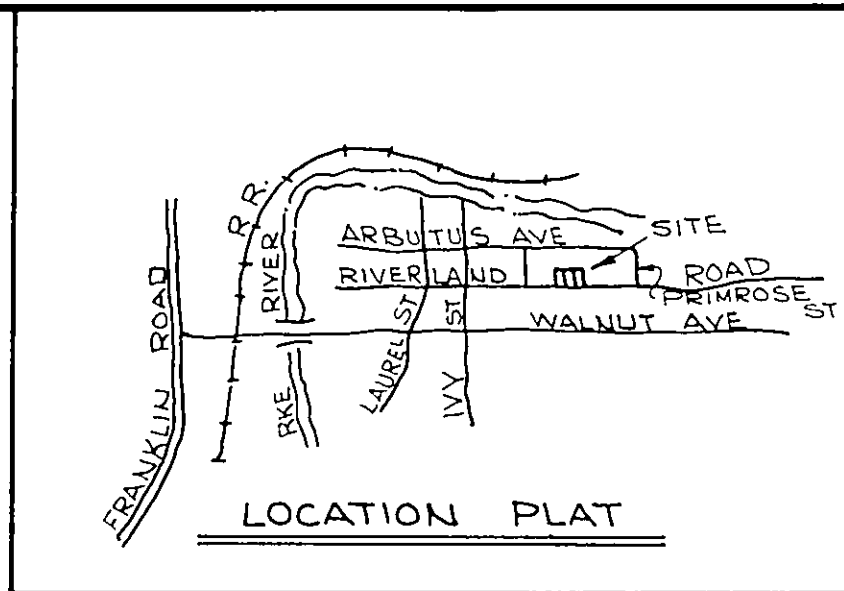 R. R.
RIVER
ARBUTUS AVE
SITE
RIVERLAND ROAD
PRIMROSE ST
FRANKLIN ROAD
LAUREL ST
IVY ST
WALNUT AVE
RKE
LOCATION PLAT